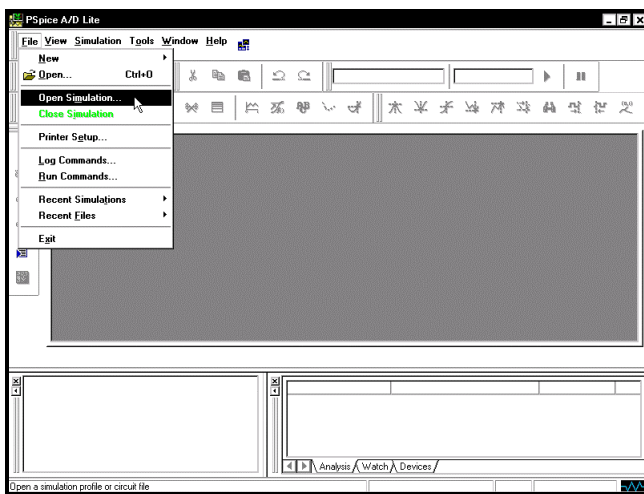 PSpice A/D Lite
File View Simulation Tools Window Help
New
Open... Ctrl+O
Open Simulation...
Close Simulation
Printer Setup...
Log Commands...
Run Commands...
Recent Simulations
Recent Files
Exit
Analysis Watch Devices
Open a simulation profile or circuit file